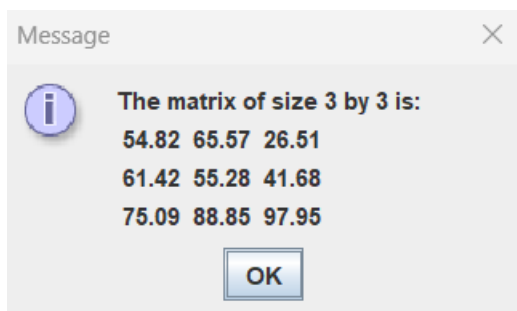 Message
The matrix of size 3 by 3 is:
54.82 65.57 26.51
61.42 55.28 41.68
75.09 88.85 97.95
OK